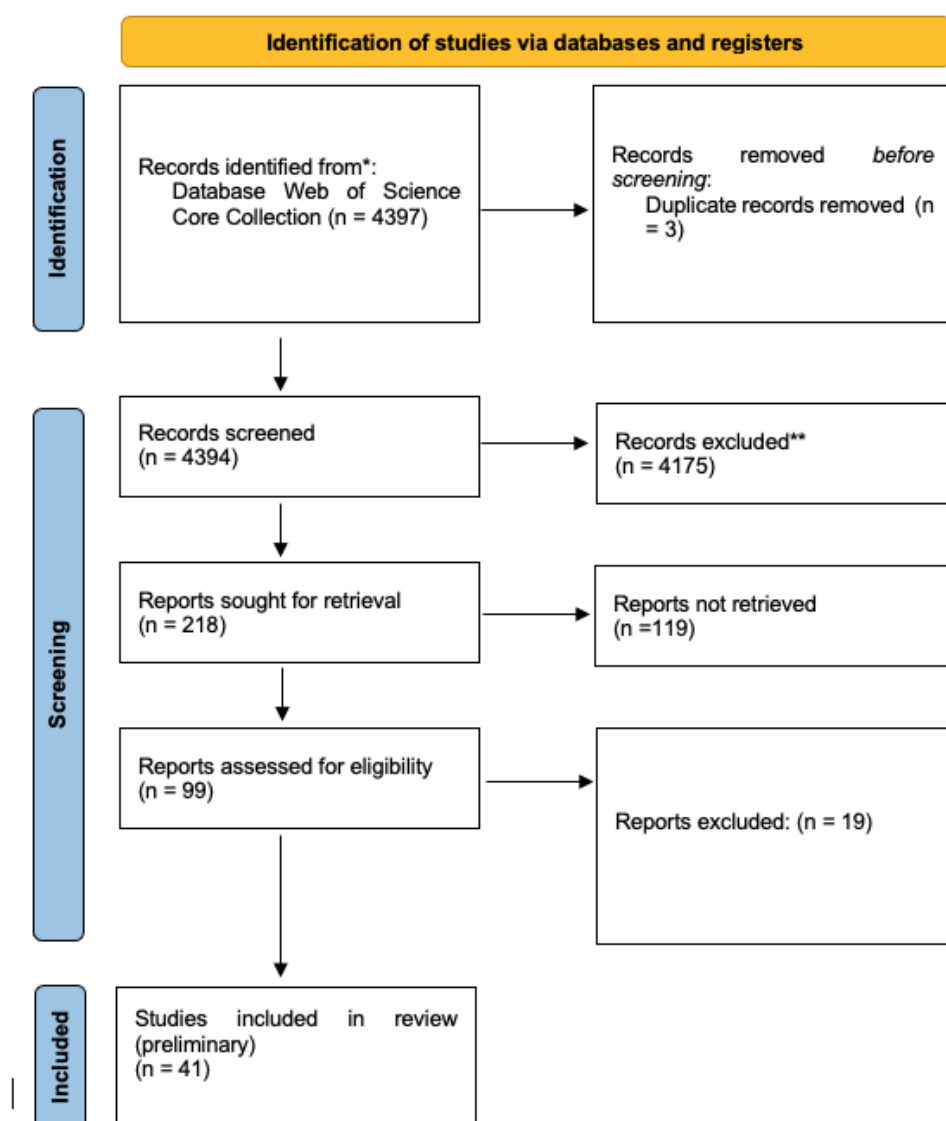 Identification of studies via databases and registers
Identification
Records identified from*:
Database Web of Science
Core Collection (n = 4397)
Records removed before
screening:
Duplicate records removed (n
= 3)
Screening
Records screened
(n = 4394)
Records excluded**
(n = 4175)
Reports sought for retrieval
(n = 218)
Reports not retrieved
(n =119)
Reports assessed for eligibility
(n = 99)
Reports excluded: (n = 19)
Included
Studies included in review
(preliminary)
(n = 41)